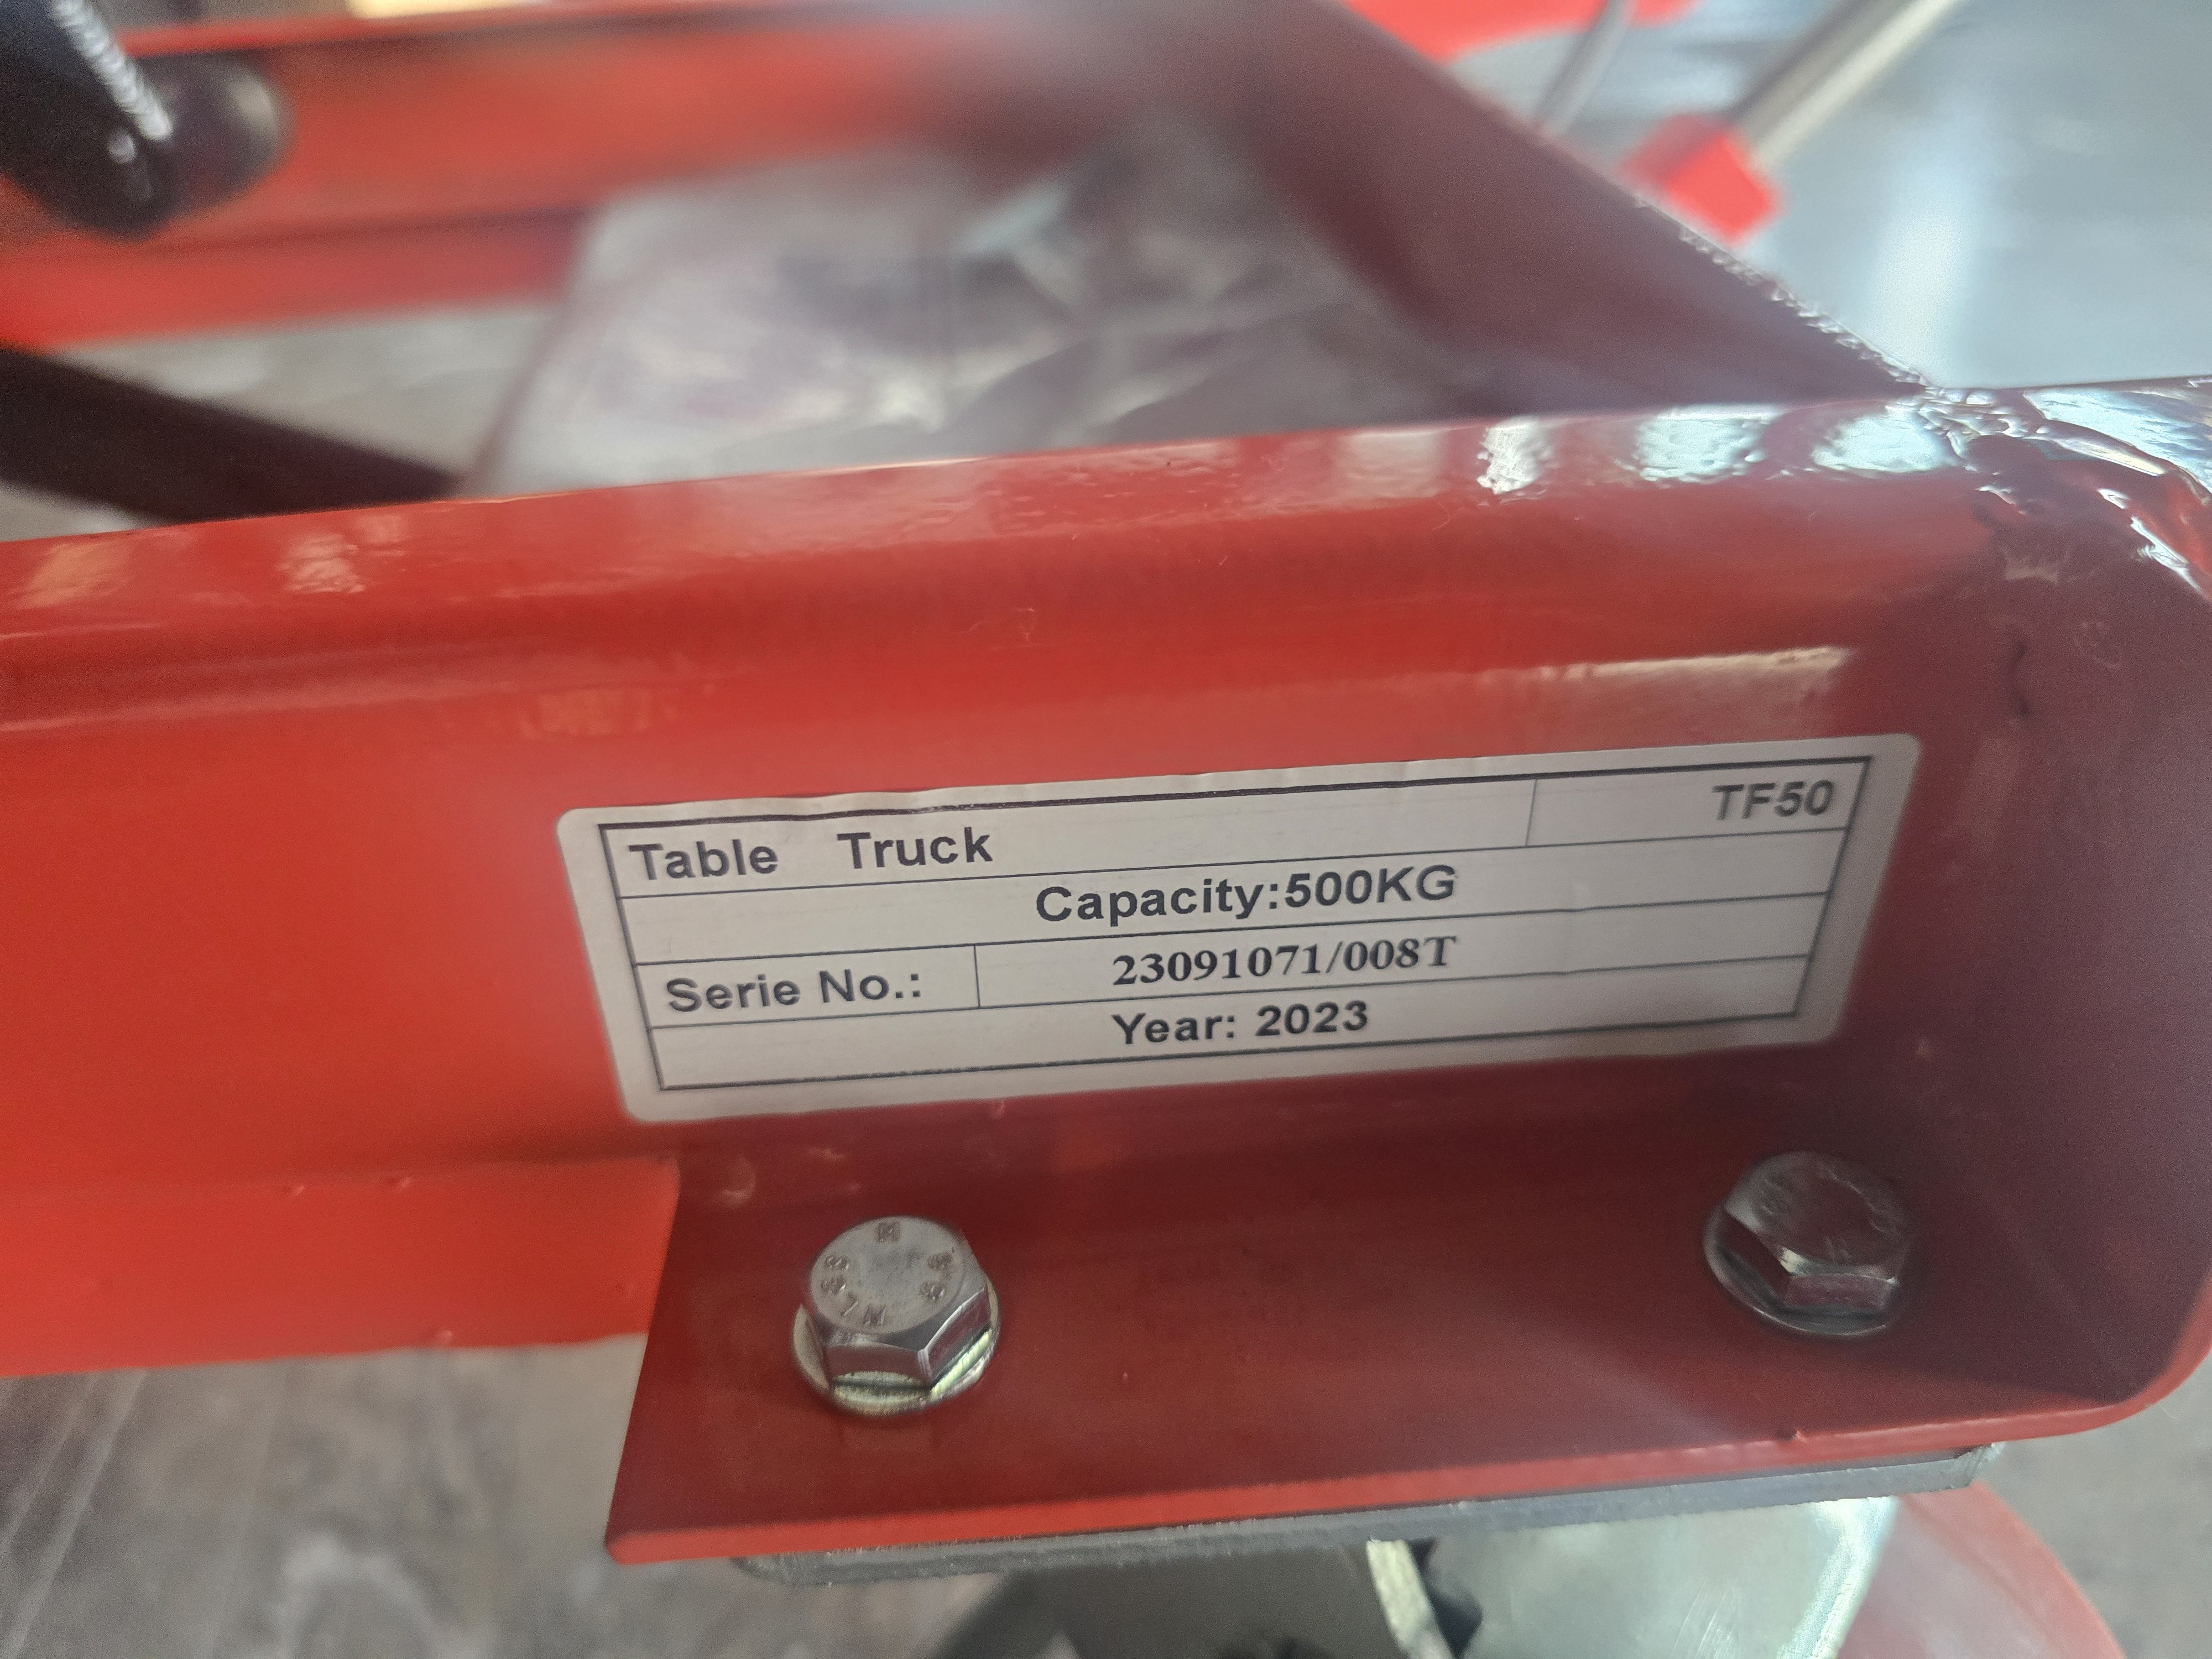 Table Truck TF50
Capacity:500KG
Serie No.: 23091071/008T
Year: 2023